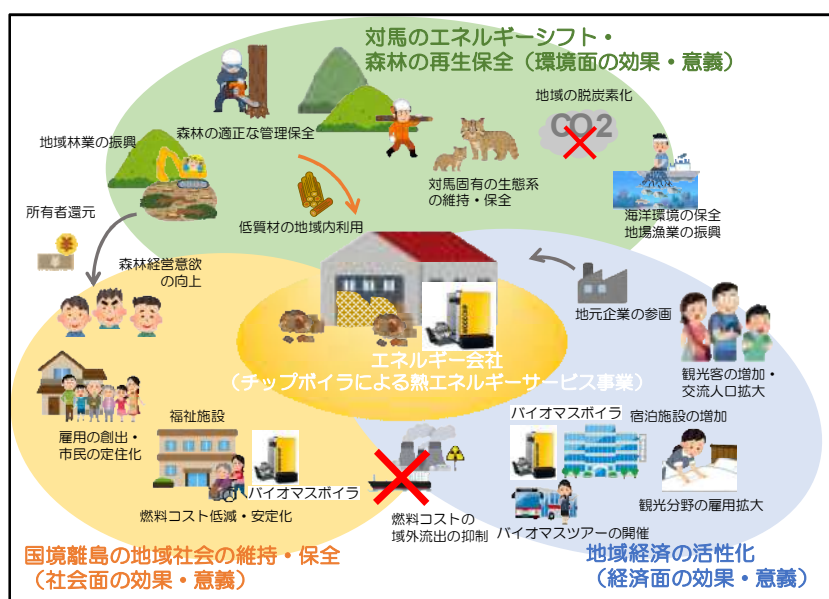 対馬のエネルギーシフト・
森林の再生保全（環境面の効果・意義）
地域の脱炭素化
CO2
森林の適正な管理保全
地域林業の振興
対馬固有の生態系
の維持・保全
低質材の地域内利用
海洋環境の保全
地場漁業の振興
所有者還元
¥
森林経営意欲
の向上
地元企業の参画
エネルギー会社
（チップボイラによる熱エネルギーサービス事業）
観光客の増加・
交流人口拡大
雇用の創出・
市民の定住化
福祉施設
バイオマスボイラ
燃料コスト低減・安定化
燃料コストの
域外流出の抑制
バイオマスボイラ
宿泊施設の増加
観光分野の雇用拡大
バイオマスツアーの開催
国境離島の地域社会の維持・保全
（社会面の効果・意義）
地域経済の活性化
（経済面の効果・意義）